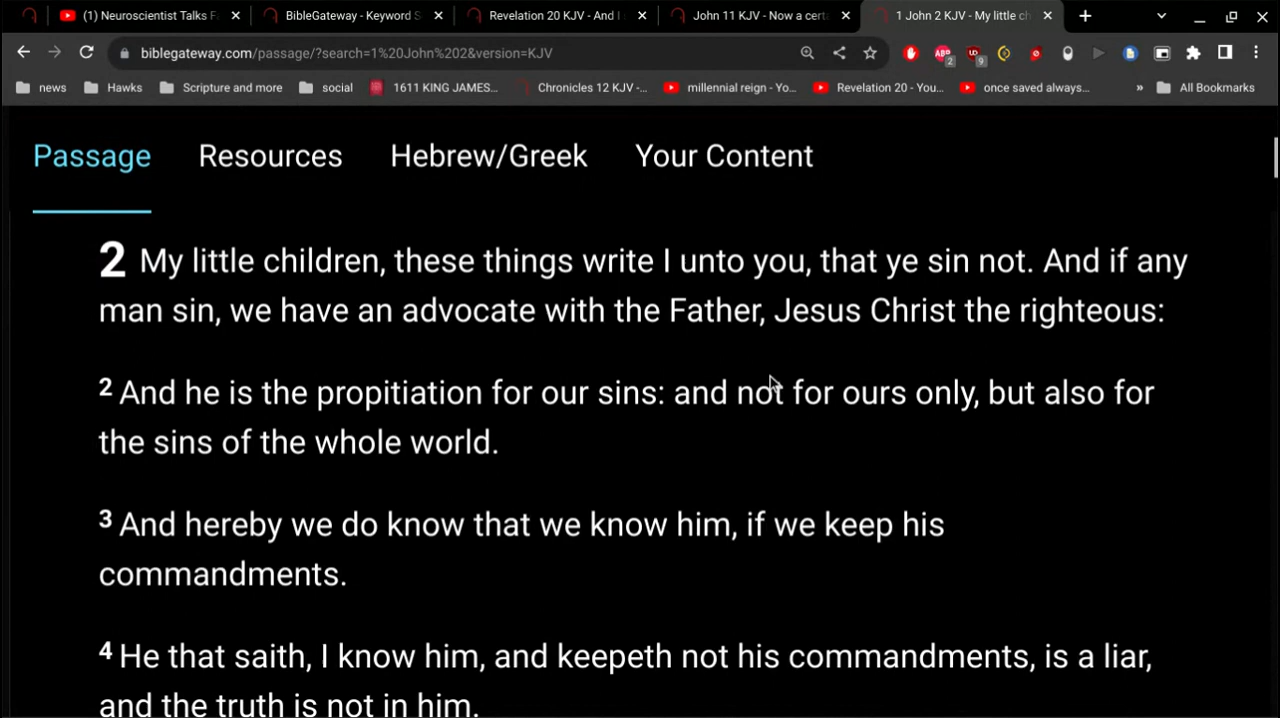 (1) Neuroscientist Talks F
BibleGateway - Keyword S
Revelation 20 KJV - And I
John 11 KJV - Now a cert
1 John 2 KJV - My little ch
biblegateway.com/passage/?search=1%20John%202&version=KJV
2
9
news
Hawks
Scripture and more
social
1611 KING JAMES...
Chronicles 12 KJV -...
millennial reign - Yo...
Revelation 20 - You...
once saved always...
»
All Bookmarks
Passage
Resources
Hebrew/Greek
Your Content
2 My little children, these things write I unto you, that ye sin not. And if any
man sin, we have an advocate with the Father, Jesus Christ the righteous:
2 And he is the propitiation for our sins: and not for ours only, but also for
the sins of the whole world.
3 And hereby we do know that we know him, if we keep his
commandments.
4 He that saith, I know him, and keepeth not his commandments, is a liar,
and the truth is not in him.